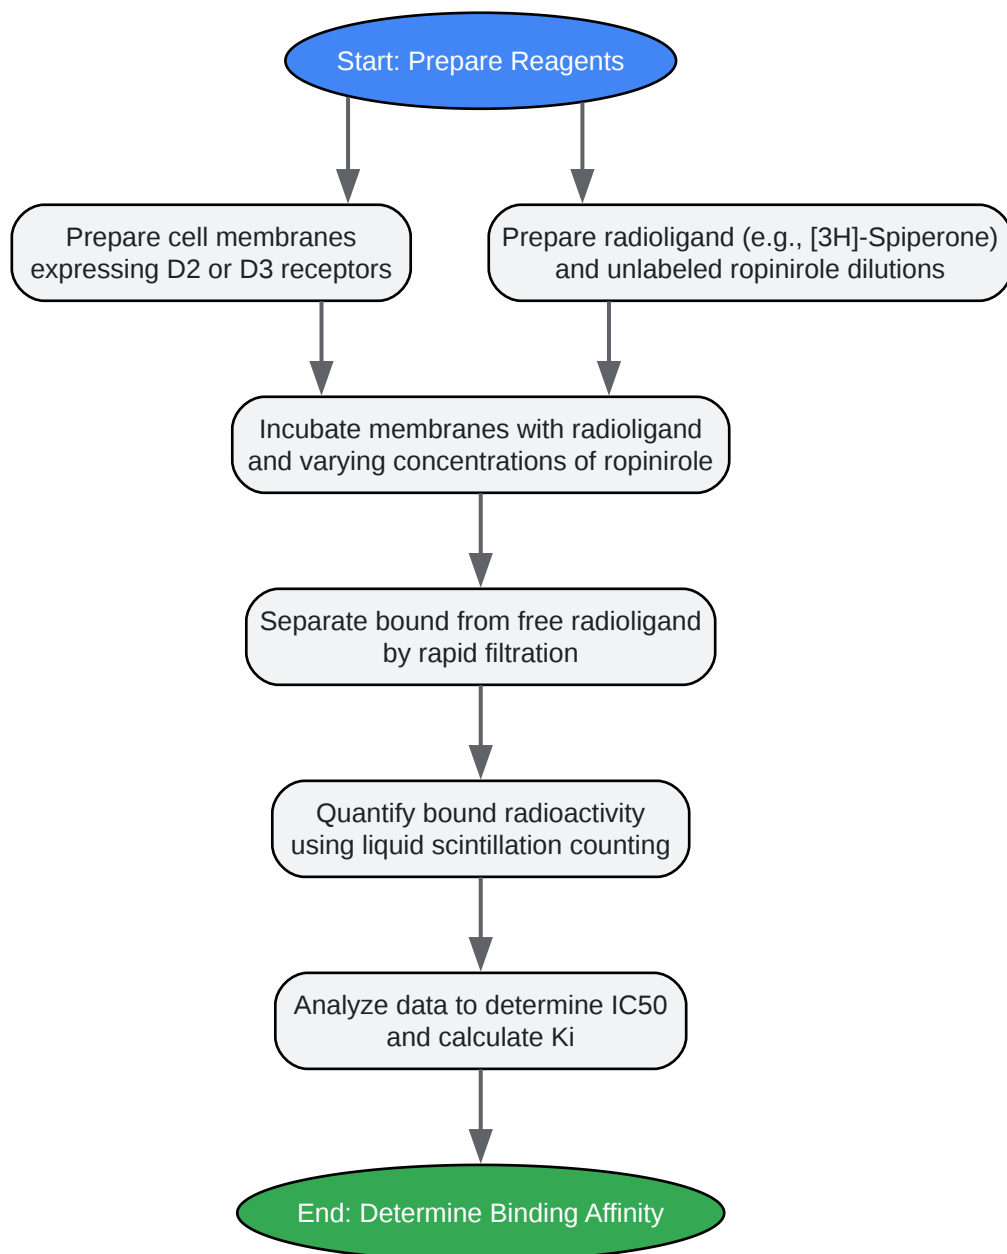 Start: Prepare Reagents
Prepare cell membranes
expressing D2 or D3 receptors
Prepare radioligand (e.g., [3H]-Spiperone)
and unlabeled ropinirole dilutions
Incubate membranes with radioligand
and varying concentrations of ropinirole
Separate bound from free radioligand
by rapid filtration
Quantify bound radioactivity
using liquid scintillation counting
Analyze data to determine IC50
and calculate Ki
End: Determine Binding Affinity